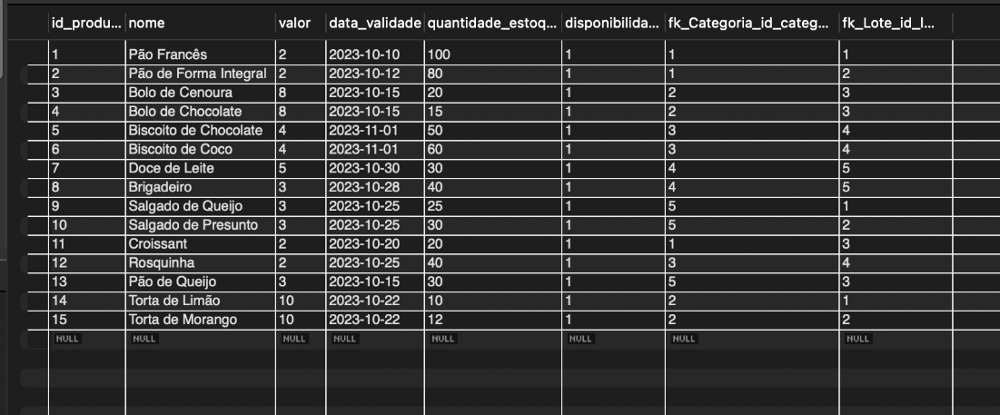 id_produ... nome valor data_validade quantidade_estoq... disponibilida... fk_Categoria_id_categ... fk_Lote_id_l...
1 Pão Francês 2 2023-10-10 100 1 1 1
2 Pão de Forma Integral 2 2023-10-12 80 1 1 2
3 Bolo de Cenoura 8 2023-10-15 20 1 2 3
4 Bolo de Chocolate 8 2023-10-15 15 1 2 3
5 Biscoito de Chocolate 4 2023-11-01 50 1 3 4
6 Biscoito de Coco 4 2023-11-01 60 1 3 4
7 Doce de Leite 5 2023-10-30 30 1 4 5
8 Brigadeiro 3 2023-10-28 40 1 4 5
9 Salgado de Queijo 3 2023-10-25 25 1 5 1
10 Salgado de Presunto 3 2023-10-25 30 1 5 2
11 Croissant 2 2023-10-20 20 1 1 3
12 Rosquinha 2 2023-10-25 40 1 3 4
13 Pão de Queijo 3 2023-10-15 30 1 5 3
14 Torta de Limão 10 2023-10-22 10 1 2 1
15 Torta de Morango 10 2023-10-22 12 1 2 2
NULL NULL NULL NULL NULL NULL NULL NULL